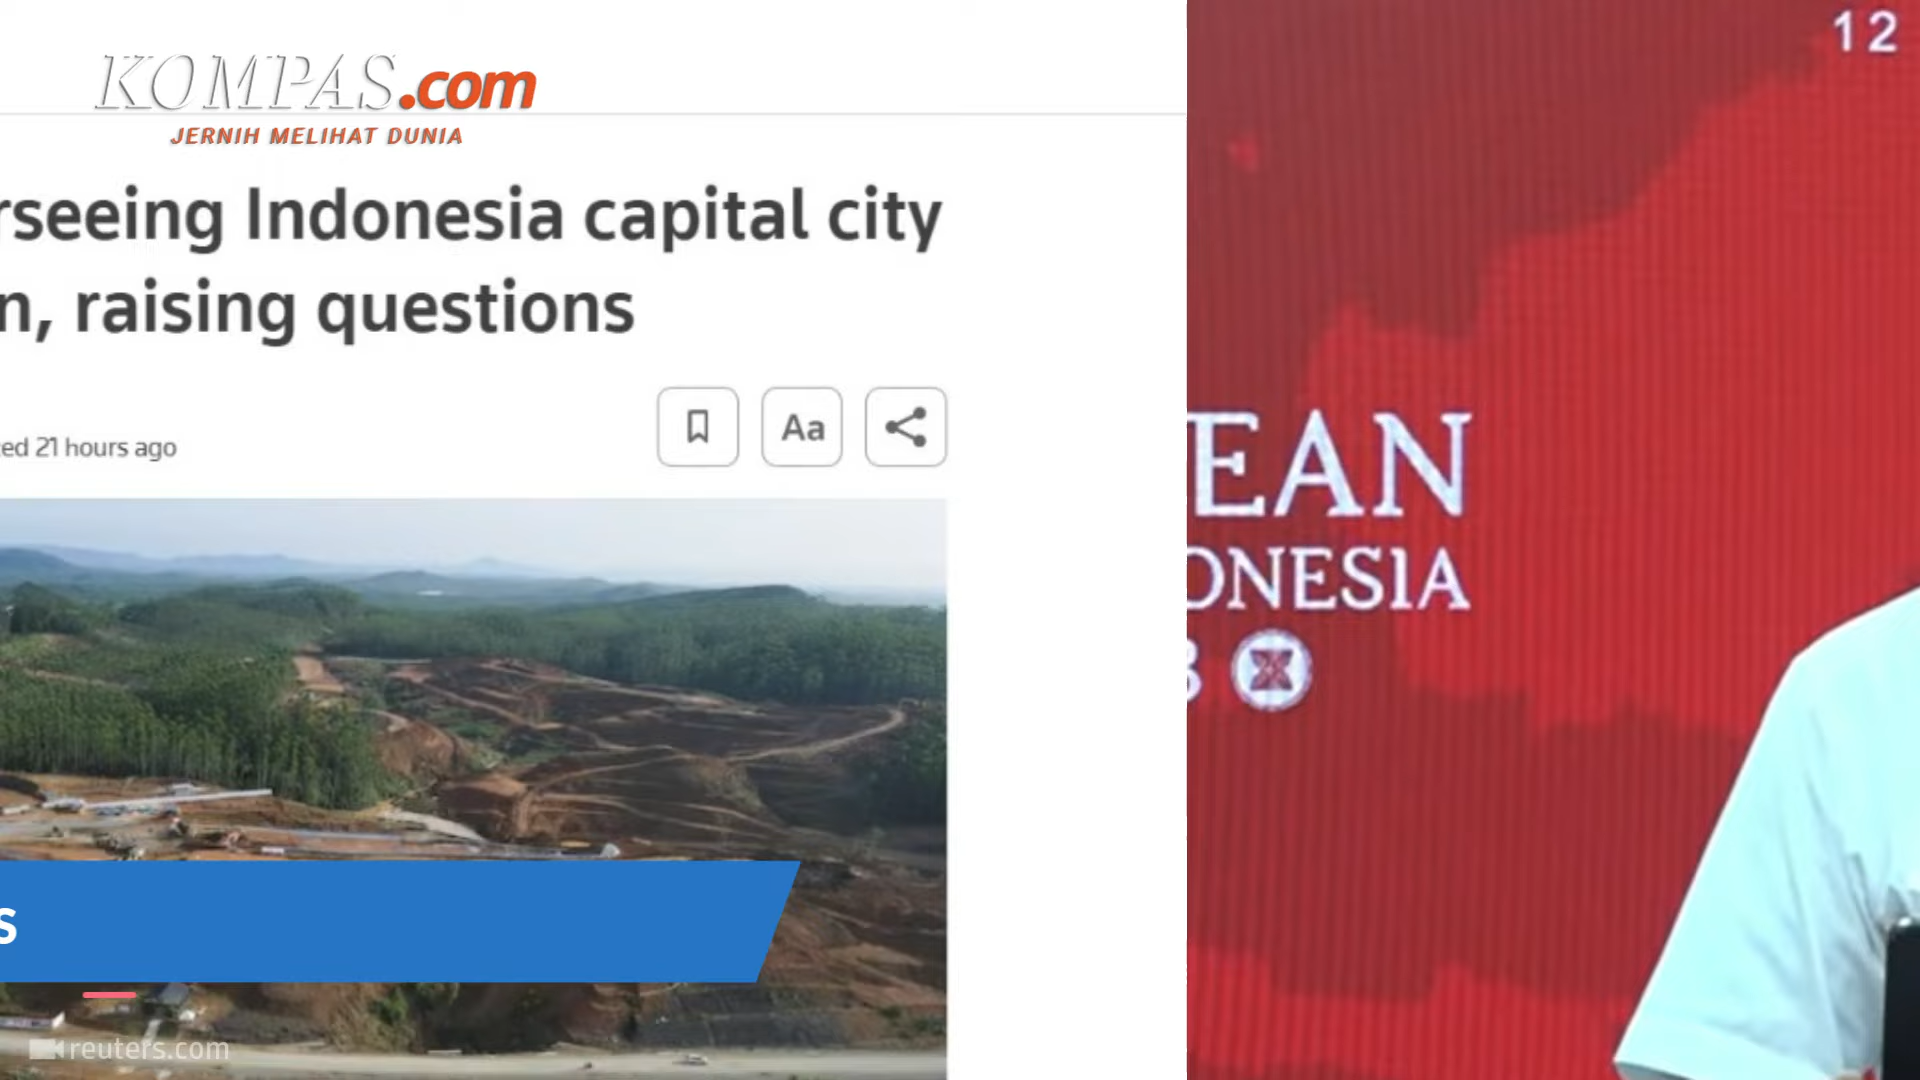 KOMPAS.com
JERNIH MELIHAT DUNIA
rseeing Indonesia capital city
n, raising questions
ed 21 hours ago
Aa
s
reuters.com
12
EAN
ONESIA
3